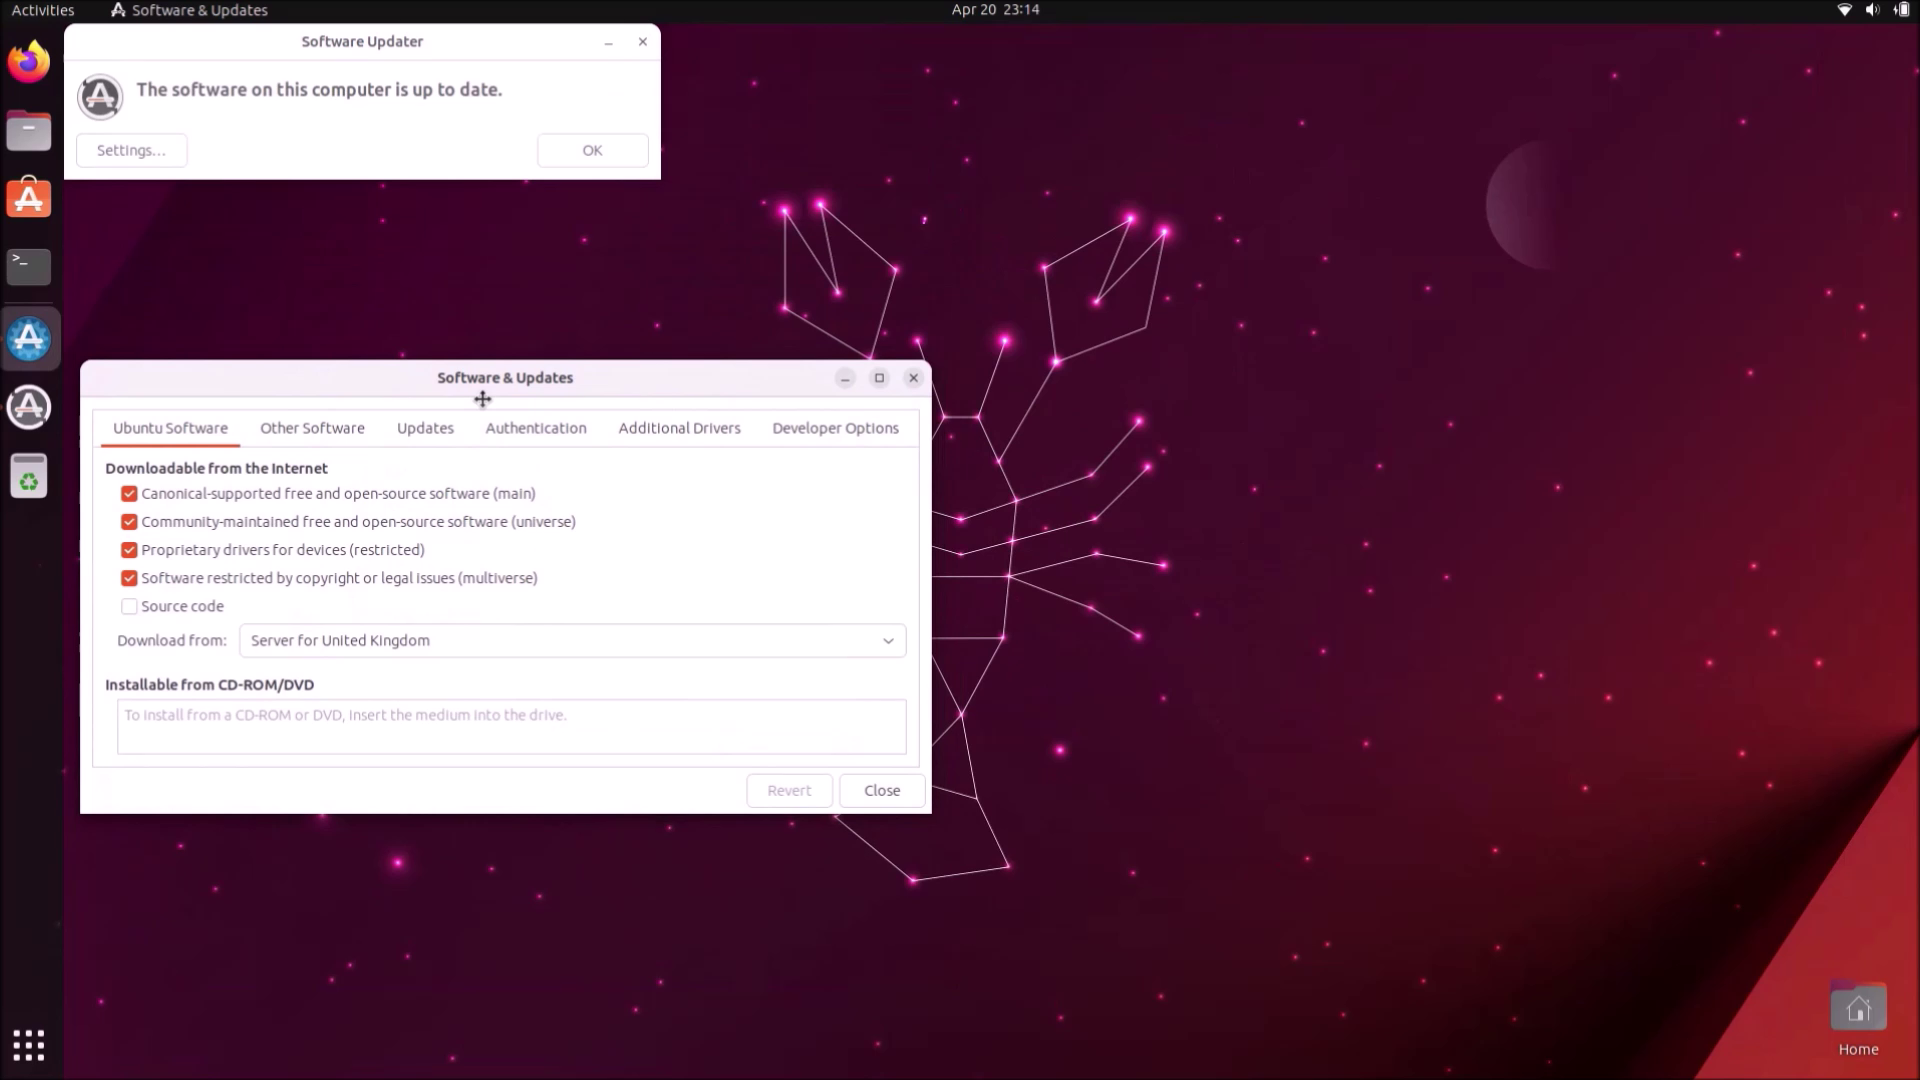 Activities
Software & Updates
Apr 20 23:14
Software Updater
The software on this computer is up to date.
Settings...
OK
Software & Updates
Ubuntu Software
Other Software
Updates
Authentication
Additional Drivers
Developer Options
Downloadable from the Internet
Canonical-supported free and open-source software (main)
Community-maintained free and open-source software (universe)
Proprietary drivers for devices (restricted)
Software restricted by copyright or legal issues (multiverse)
Source code
Download from:
Server for United Kingdom
Installable from CD-ROM/DVD
To install from a CD-ROM or DVD, insert the medium into the drive.
Revert
Close
Home